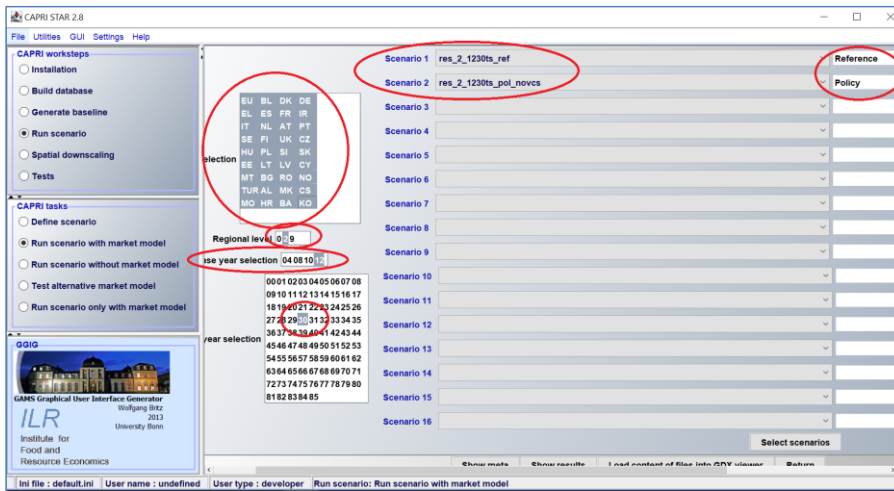 CAPRI STAR 2.8
File Utilities GUI Settings Help
CAPRI worksteps
Installation
Build database
Generate baseline
Run scenario
Spatial downscaling
Tests
CAPRI tasks
Define scenario
Run scenario with market model
Run scenario without market model
Test alternative market model
Run scenario only with market model
GGIG
GAMS Graphical User Interface Generator
Wolfgang Britz
2013
University Bonn
ILR
Institute for
Food and
Resource Economics
election
EU BL DK DE
EL ES FR IR
IT NL AT PT
SE FI UK CZ
HU PL SI SK
EE LT LV CY
MT BG RO NO
TUR AL MK CS
MO HR BA KO
Regional level 0 2 9
ase year selection 04 08 10 12
year selection
00 01 02 03 04 05 06 07 08
09 10 11 12 13 14 15 16 17
18 19 20 21 22 23 24 25 26
27 28 29 30 31 32 33 34 35
36 37 38 39 40 41 42 43 44
45 46 47 48 49 50 51 52 53
54 55 56 57 58 59 60 61 62
63 64 65 66 67 68 69 70 71
72 73 74 75 76 77 78 79 80
81 82 83 84 85
Scenario 1 res_2_1230ts_ref Reference
Scenario 2 res_2_1230ts_pol_novcs Policy
Scenario 3
Scenario 4
Scenario 5
Scenario 6
Scenario 7
Scenario 8
Scenario 9
Scenario 10
Scenario 11
Scenario 12
Scenario 13
Scenario 14
Scenario 15
Scenario 16
Select scenarios
Show meta Show results Load content of files into GDX viewer Return
Ini file : default.ini User name : undefined User type : developer Run scenario: Run scenario with market model